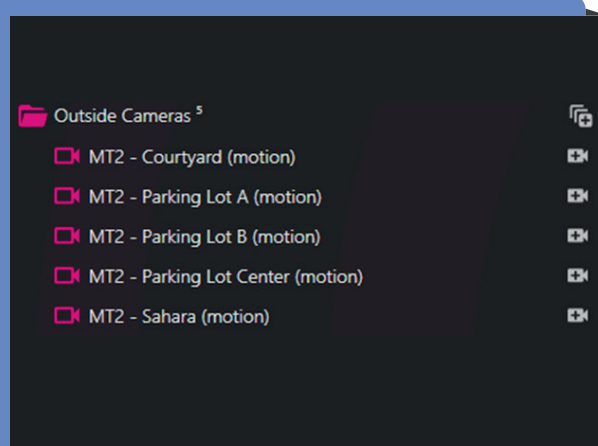 Outside Cameras ⁵
MT2 - Courtyard (motion)
MT2 - Parking Lot A (motion)
MT2 - Parking Lot B (motion)
MT2 - Parking Lot Center (motion)
MT2 - Sahara (motion)